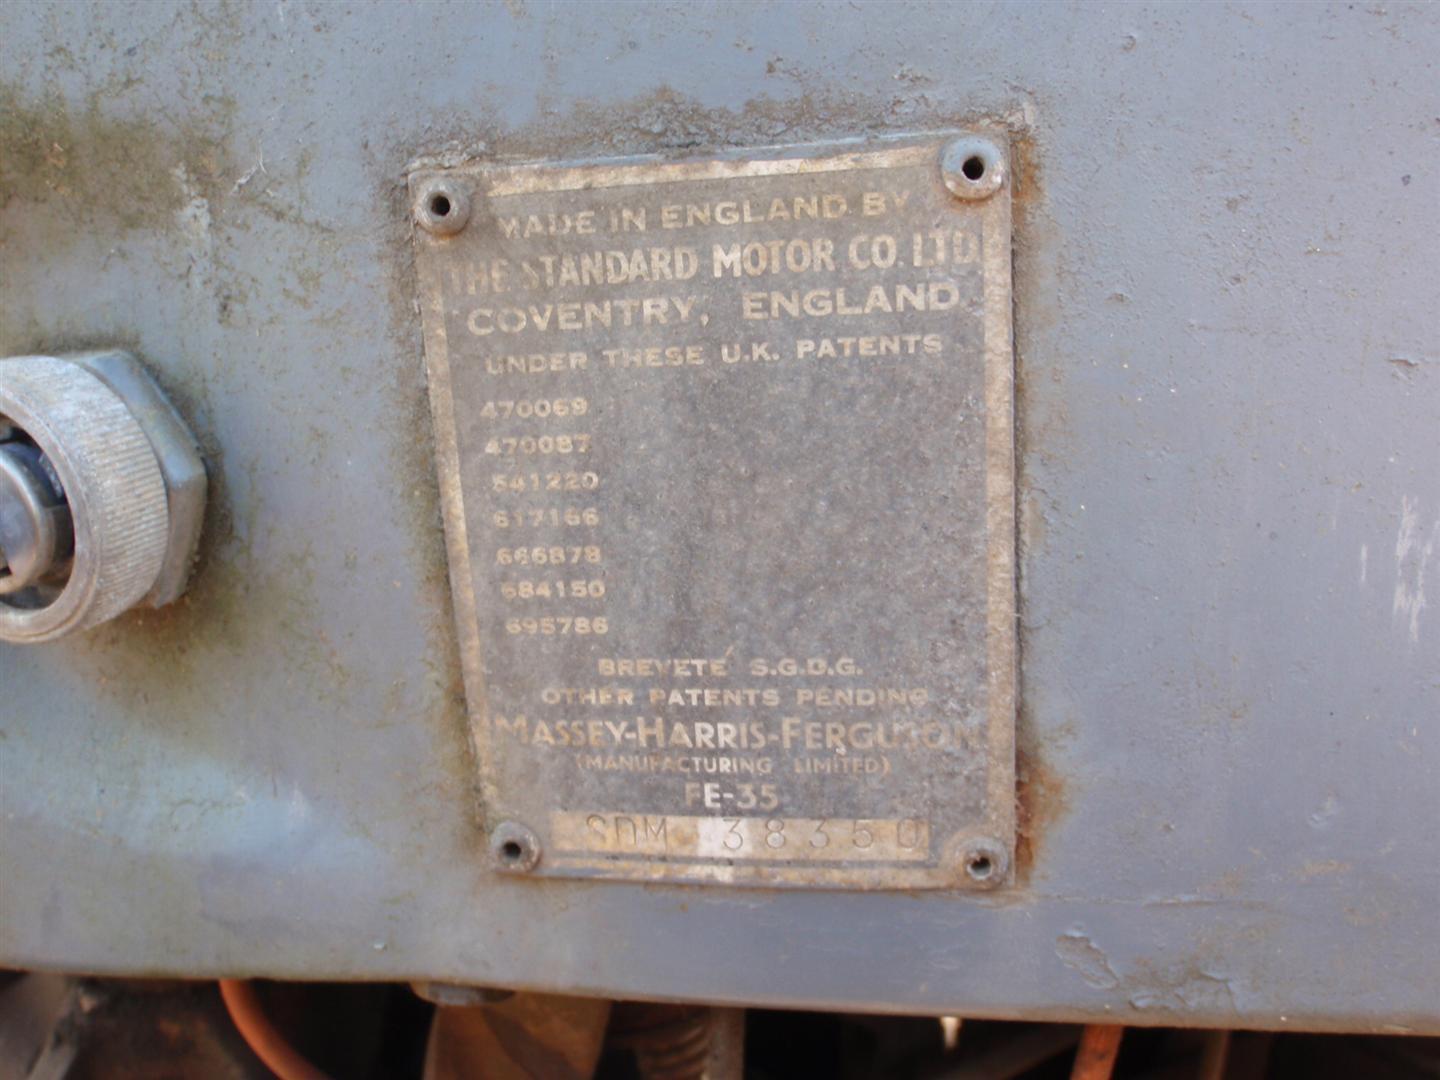 MADE IN ENGLAND BY
THE STANDARD MOTOR CO. LTD.
COVENTRY, ENGLAND.
UNDER THESE U.K. PATENTS
470069
470087
541220
617166
666878
684150
695786
BREVETÉ S.G.D.G.
OTHER PATENTS PENDING
MASSEY-HARRIS-FERGUSON
(MANUFACTURING LIMITED)
FE-35
SDM 38350